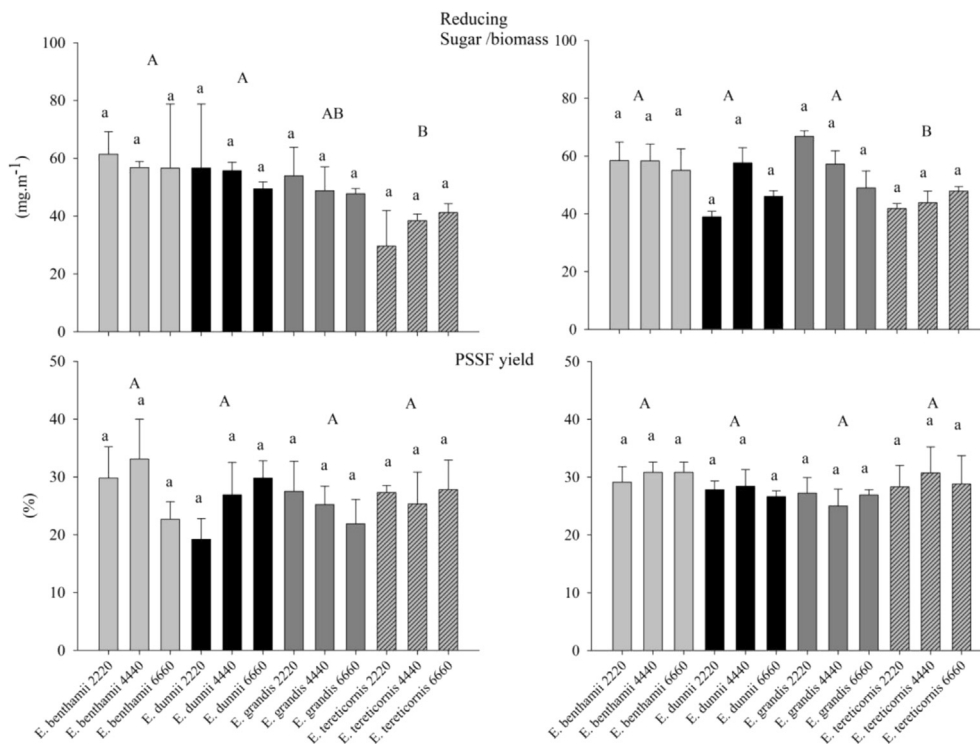 Reducing
Sugar /biomass
100
80
60
40
20
0
(mg.m⁻¹)
A
A
AB
B
a
a
a
a
a
a
a
a
a
a
a
a
100
80
60
40
20
0
A
A
A
B
a
a
a
a
a
a
a
a
a
a
a
a
PSSF yield
50
40
30
20
10
0
(%)
A
A
A
A
a
a
a
a
a
a
a
a
a
a
a
a
50
40
30
20
10
0
A
A
A
A
a
a
a
a
a
a
a
a
a
a
a
a
E. benthamii 2220
E. benthamii 4440
E. benthamii 6660
E. dunnii 2220
E. dunnii 4440
E. dunnii 6660
E. grandis 2220
E. grandis 4440
E. grandis 6660
E. tereticornis 2220
E. tereticornis 4440
E. tereticornis 6660
E. benthamii 2220
E. benthamii 4440
E. benthamii 6660
E. dunnii 2220
E. dunnii 4440
E. dunnii 6660
E. grandis 2220
E. grandis 4440
E. grandis 6660
E. tereticornis 2220
E. tereticornis 4440
E. tereticornis 6660